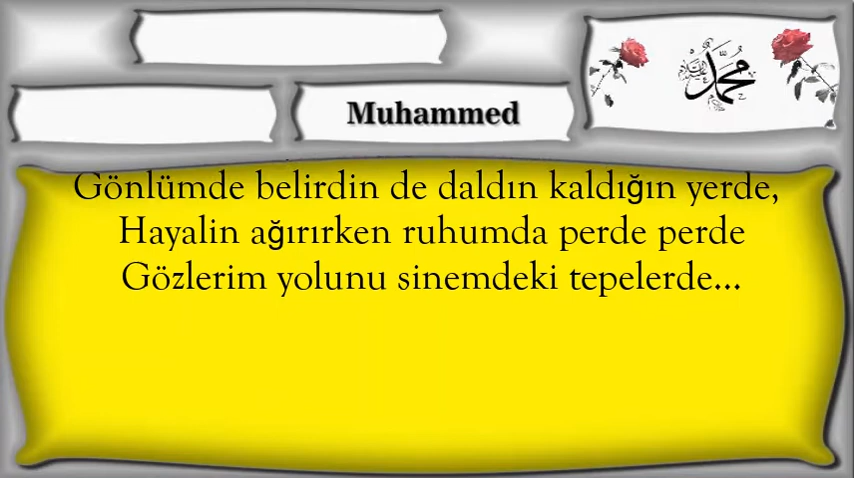 محمد
Muhammed
Gönlümde belirdin de daldın kaldığın yerde,
Hayalin ağırırken ruhumda perde perde
Gözlerim yolunu sinemdeki tepelerde...